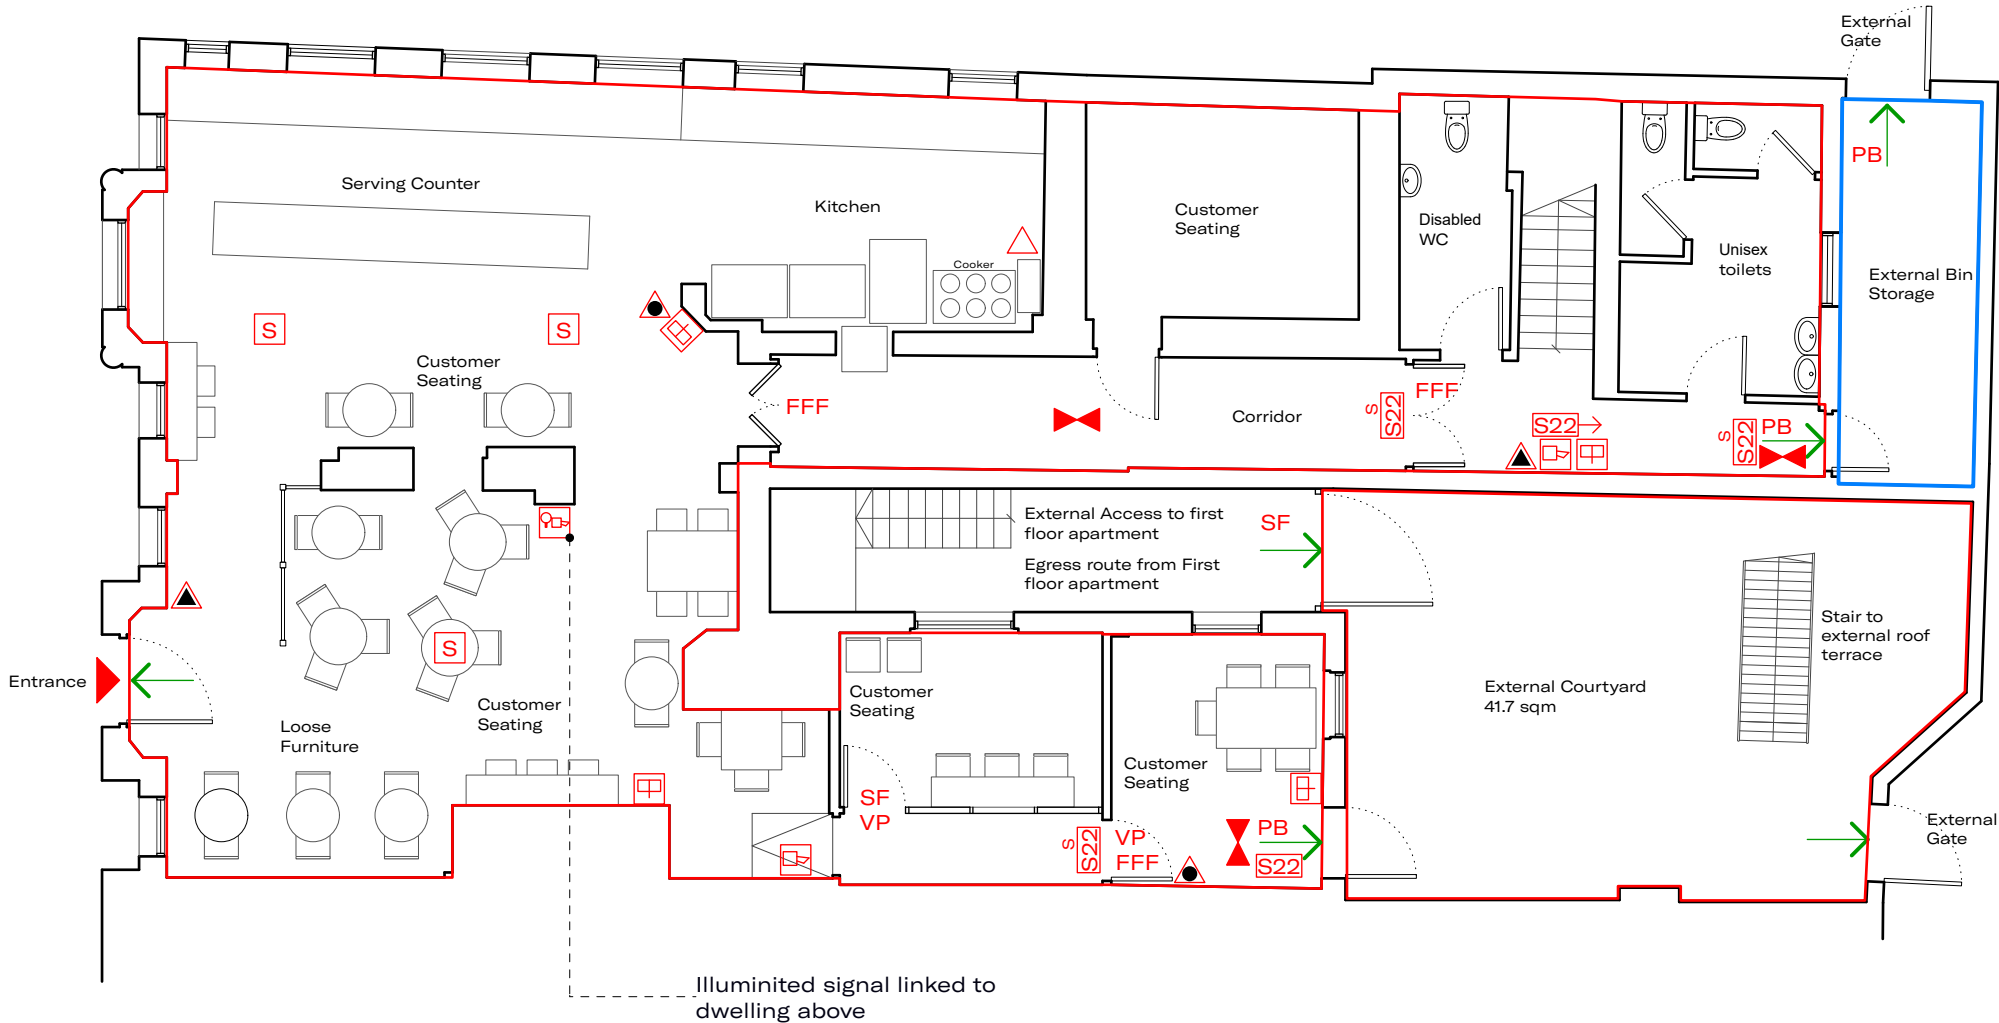 External
Gate
PB
Serving Counter
Kitchen
Customer
Seating
Disabled
WC
Unisex
toilets
External Bin
Storage
Cooker
S
S
Customer
Seating
FFF
Corridor
S
S22
FFF
S22
S
S22
PB
External Access to first
floor apartment
Egress route from First
floor apartment
SF
Stair to
external roof
terrace
S
Entrance
Customer
Seating
Loose
Furniture
Customer
Seating
External Courtyard
41.7 sqm
Customer
Seating
SF
VP
S
S22
VP
FFF
PB
S22
External
Gate
Illuminited signal linked to
dwelling above